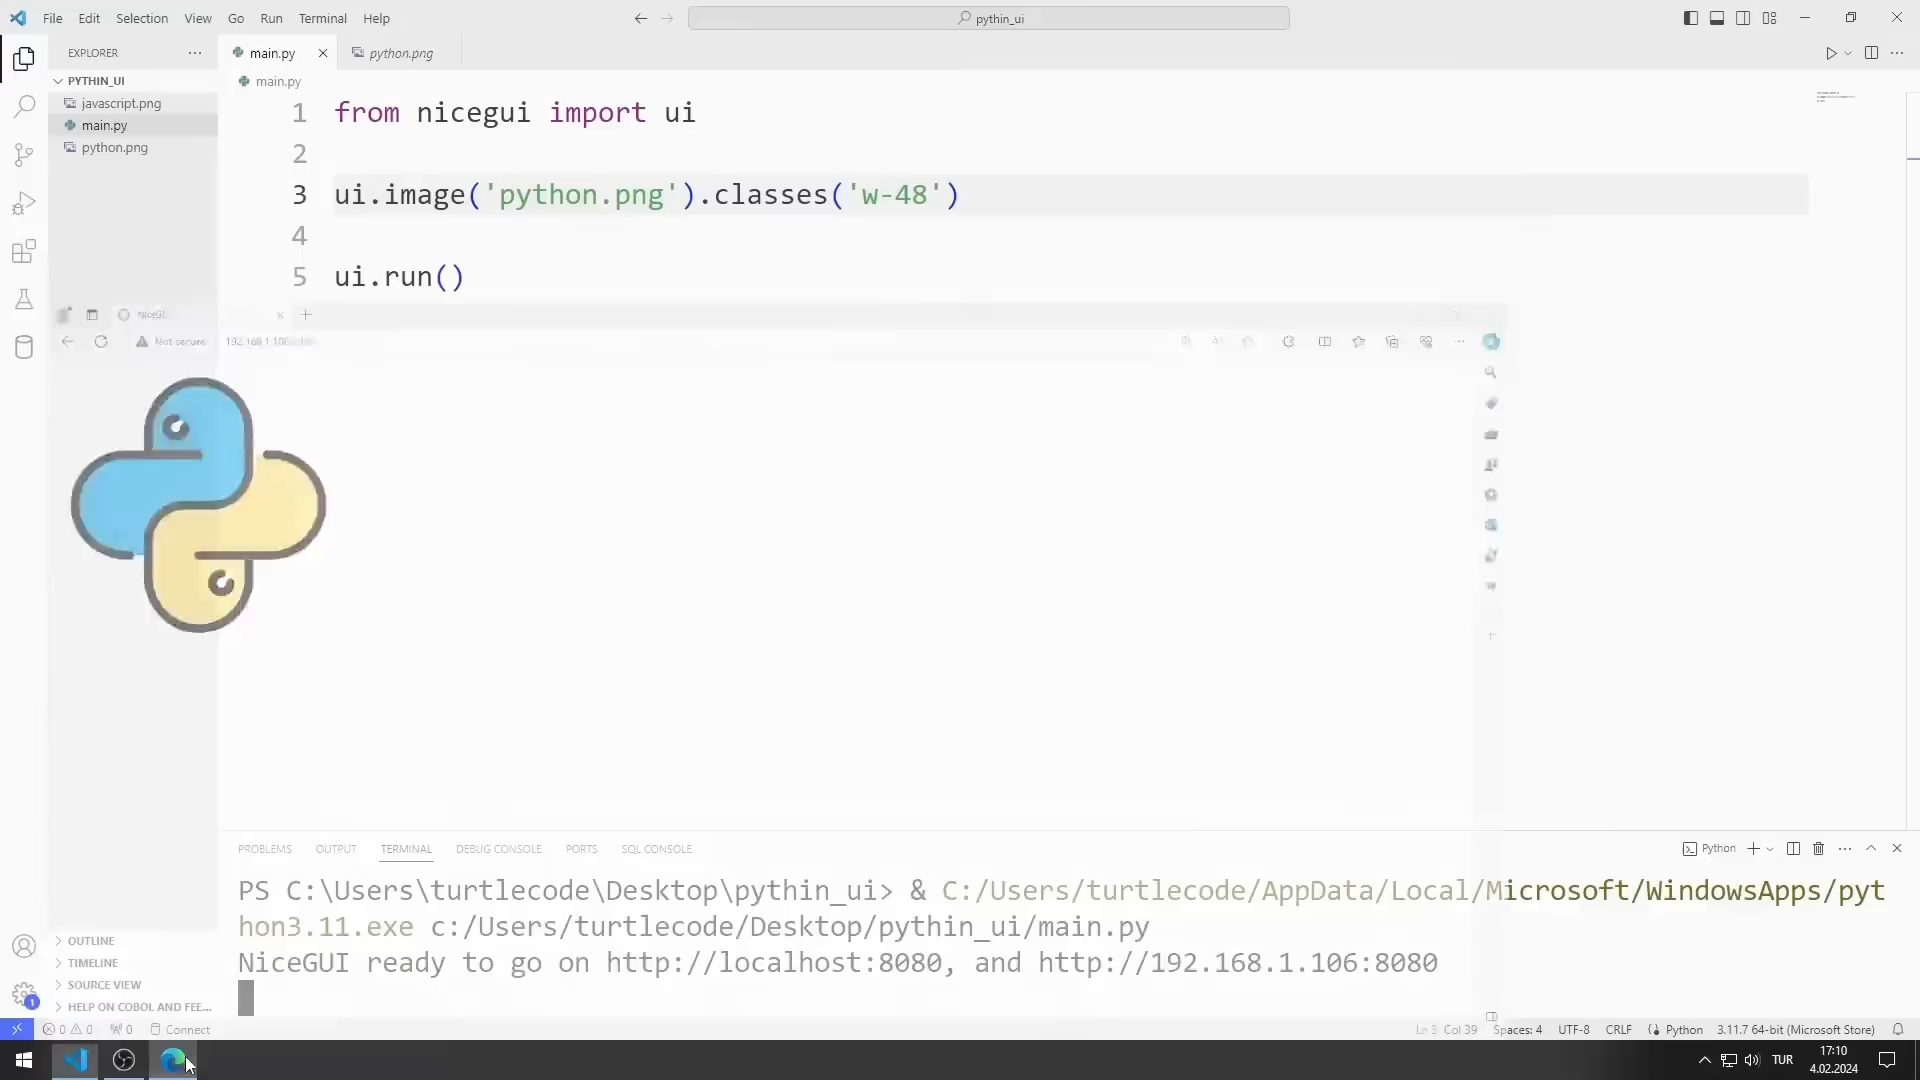 File Edit Selection View Go Run Terminal Help
pythin_ui
EXPLORER
main.py
python.png
PYTHIN_UI
javascript.png
main.py
python.png
main.py
1 from nicegui import ui
2
3 ui.image('python.png').classes('w-48')
4
5 ui.run()
Not secure
PROBLEMS OUTPUT TERMINAL DEBUG CONSOLE PORTS SQL CONSOLE
Python
PS C:\Users\turtlecode\Desktop\pythin_ui> & C:/Users/turtlecode/AppData/Local/Microsoft/WindowsApps/pyt
hon3.11.exe c:/Users/turtlecode/Desktop/pythin_ui/main.py
NiceGUI ready to go on http://localhost:8080, and http://192.168.1.106:8080
OUTLINE
TIMELINE
SOURCE VIEW
HELP ON COBOL AND FEE...
1
0 0 0 Connect
Ln 3 Col 39 Spaces: 4 UTF-8 CRLF Python 3.11.7 64-bit (Microsoft Store)
TUR
17:10
4.02.2024